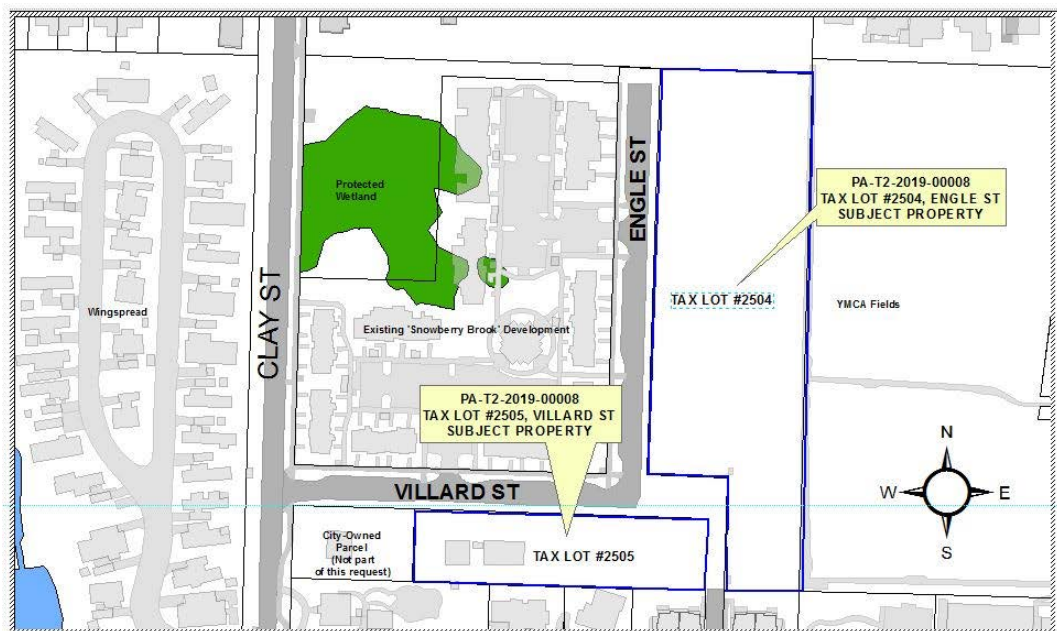 PA-T2-2019-00008
TAX LOT #2504, ENGLE ST
SUBJECT PROPERTY
ENGLE ST
Protected
Wetland
TAX LOT #2504
YMCA Fields
Wingspread
CLAY ST
Existing 'Snowberry Brook' Development
PA-T2-2019-00008
TAX LOT #2505, VILLARD ST
SUBJECT PROPERTY
N
W
E
S
VILLARD ST
City-Owned
Parcel
(Not part
of this request)
TAX LOT #2505